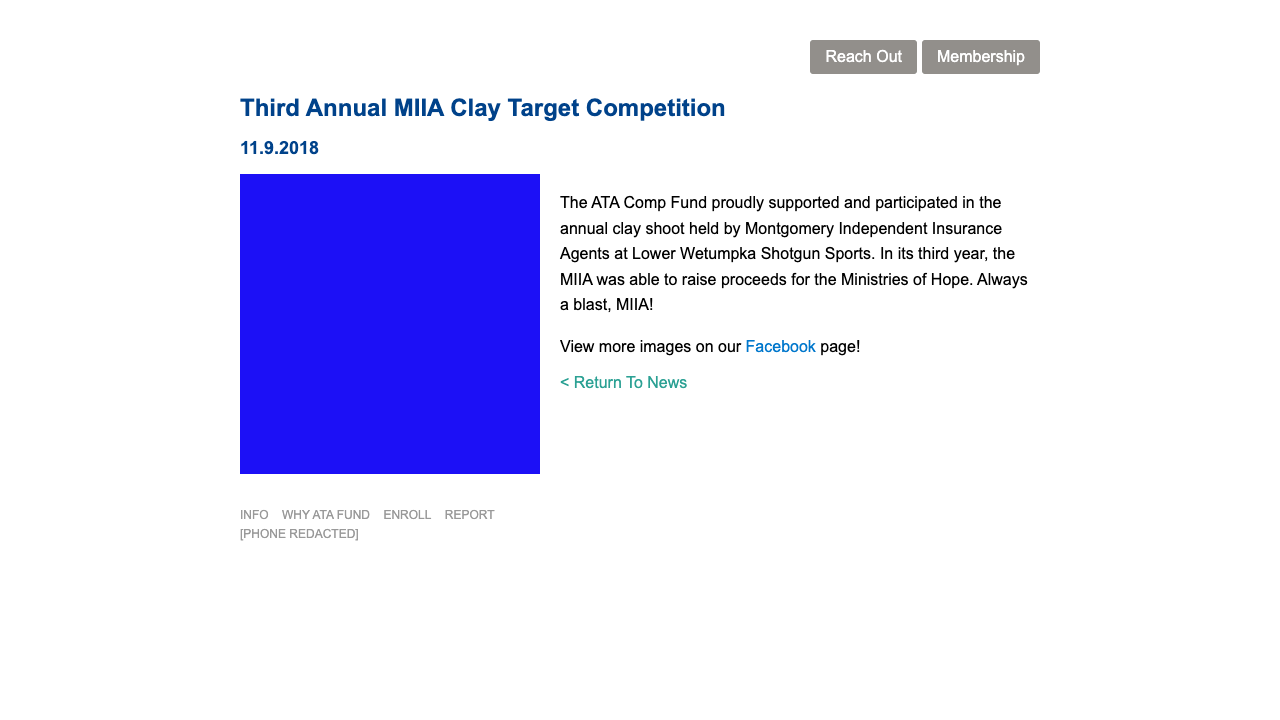 Reach Out Membership
Third Annual MIIA Clay Target Competition
11.9.2018
The ATA Comp Fund proudly supported and participated in the
annual clay shoot held by Montgomery Independent Insurance
Agents at Lower Wetumpka Shotgun Sports. In its third year, the
MIIA was able to raise proceeds for the Ministries of Hope. Always
a blast, MIIA!
View more images on our Facebook page!
< Return To News
INFO WHY ATA FUND ENROLL REPORT
[PHONE REDACTED]